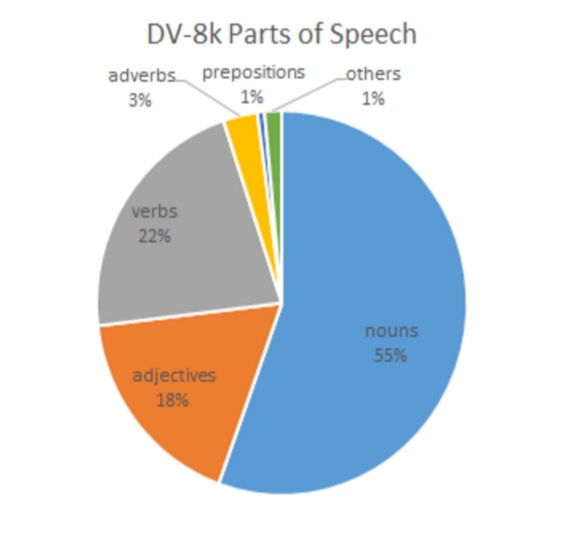 DV-8k Parts of Speech
adverbs
3%
prepositions
1%
others
1%
verbs
22%
nouns
55%
adjectives
18%